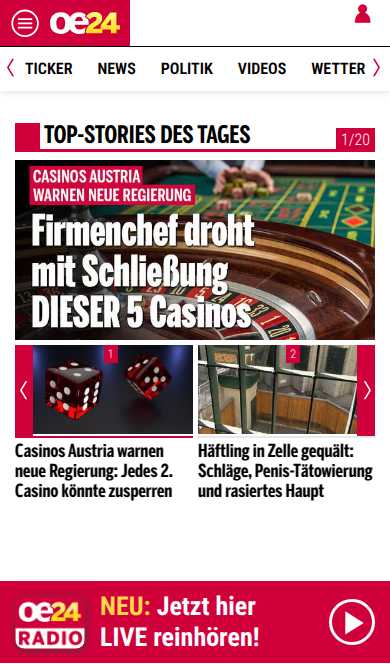 oe24
TICKER NEWS POLITIK VIDEOS WETTER
TOP-STORIES DES TAGES
1/20
CASINOS AUSTRIA
WARNEN NEUE REGIERUNG
Firmenchef droht
mit Schließung
DIESER 5 Casinos
1
2
Casinos Austria warnen
neue Regierung: Jedes 2.
Casino könnte zusperren
Häftling in Zelle gequält:
Schläge, Penis-Tätowierung
und rasiertes Haupt
oe24
RADIO
NEU: Jetzt hier
LIVE reinhören!